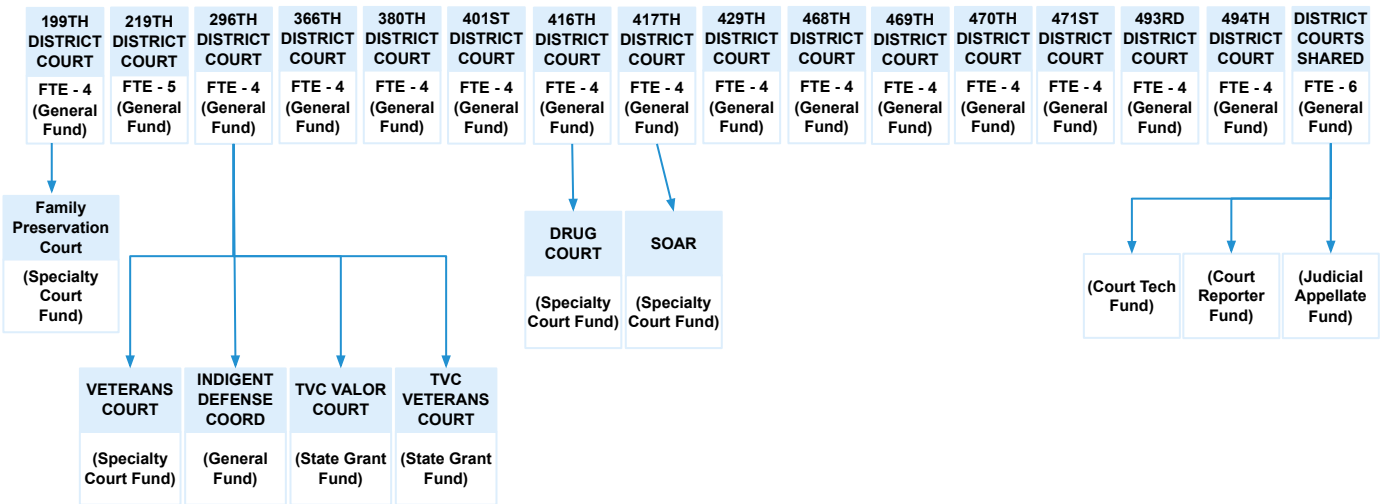 199TH
DISTRICT
COURT
FTE - 4
(General
Fund)
219TH
DISTRICT
COURT
FTE - 5
(General
Fund)
296TH
DISTRICT
COURT
FTE - 4
(General
Fund)
366TH
DISTRICT
COURT
FTE - 4
(General
Fund)
380TH
DISTRICT
COURT
FTE - 4
(General
Fund)
401ST
DISTRICT
COURT
FTE - 4
(General
Fund)
416TH
DISTRICT
COURT
FTE - 4
(General
Fund)
417TH
DISTRICT
COURT
FTE - 4
(General
Fund)
429TH
DISTRICT
COURT
FTE - 4
(General
Fund)
468TH
DISTRICT
COURT
FTE - 4
(General
Fund)
469TH
DISTRICT
COURT
FTE - 4
(General
Fund)
470TH
DISTRICT
COURT
FTE - 4
(General
Fund)
471ST
DISTRICT
COURT
FTE - 4
(General
Fund)
493RD
DISTRICT
COURT
FTE - 4
(General
Fund)
494TH
DISTRICT
COURT
FTE - 4
(General
Fund)
DISTRICT
COURTS
SHARED
FTE - 6
(General
Fund)
Family
Preservation
Court
(Specialty
Court
Fund)
DRUG
COURT
(Specialty
Court Fund)
SOAR
(Specialty
Court Fund)
(Court Tech
Fund)
(Court
Reporter
Fund)
(Judicial
Appellate
Fund)
VETERANS
COURT
(Specialty
Court Fund)
INDIGENT
DEFENSE
COORD
(General
Fund)
TVC VALOR
COURT
(State Grant
Fund)
TVC
VETERANS
COURT
(State Grant
Fund)